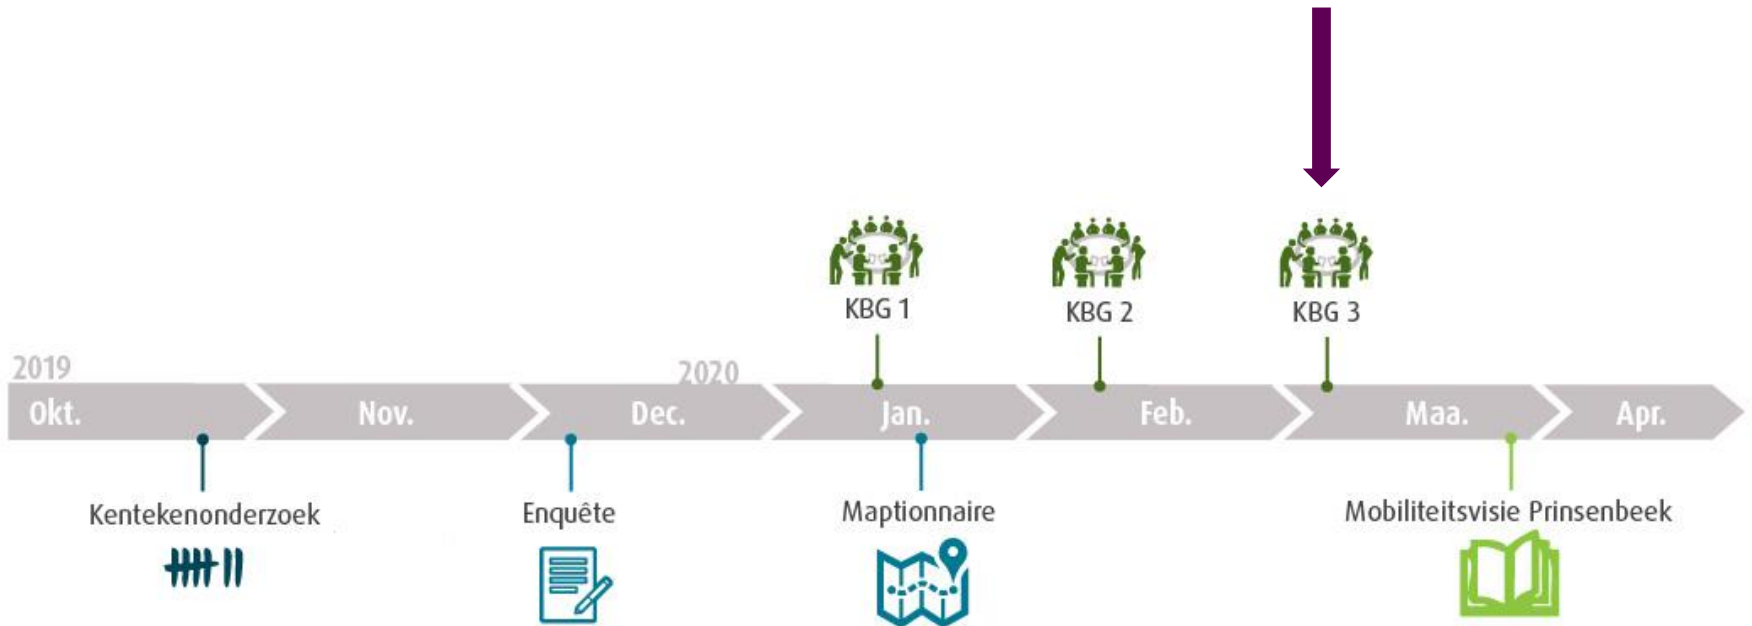 KBG 1
KBG 2
KBG 3
2019
2020
Okt.
Nov.
Dec.
Jan.
Feb.
Maa.
Apr.
Kentekenonderzoek
Enquête
Maptionnaire
Mobiliteitsvisie Prinsenbeek